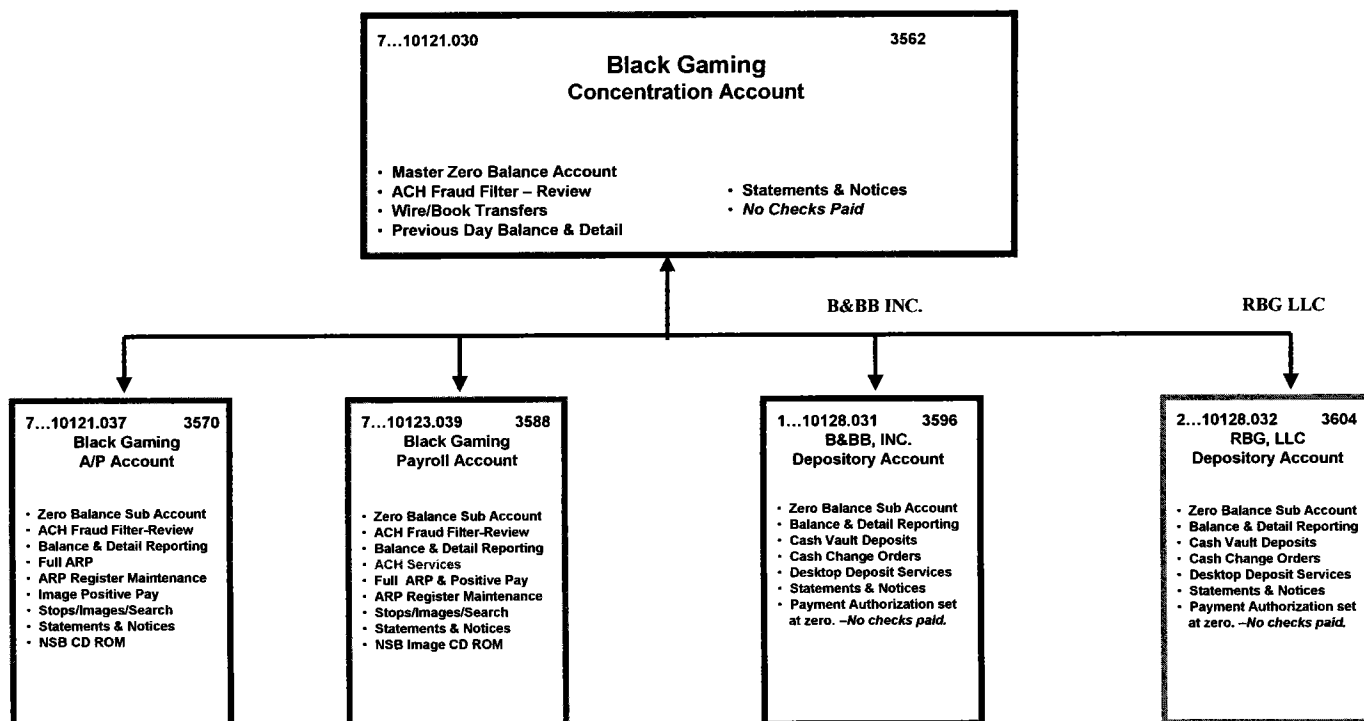 7...10121.030 3562
Black Gaming
Concentration Account
· Master Zero Balance Account
· ACH Fraud Filter – Review
· Wire/Book Transfers
· Previous Day Balance & Detail
· Statements & Notices
· No Checks Paid
B&BB INC.
RBG LLC
7...10121.037 3570
Black Gaming
A/P Account
· Zero Balance Sub Account
· ACH Fraud Filter-Review
· Balance & Detail Reporting
· Full ARP
· ARP Register Maintenance
· Image Positive Pay
· Stops/Images/Search
· Statements & Notices
· NSB CD ROM
7...10123.039 3588
Black Gaming
Payroll Account
· Zero Balance Sub Account
· ACH Fraud Filter-Review
· Balance & Detail Reporting
· ACH Services
· Full ARP & Positive Pay
· ARP Register Maintenance
· Stops/Images/Search
· Statements & Notices
· NSB Image CD ROM
1...10128.031 3596
B&BB, INC.
Depository Account
· Zero Balance Sub Account
· Balance & Detail Reporting
· Cash Vault Deposits
· Cash Change Orders
· Desktop Deposit Services
· Statements & Notices
· Payment Authorization set
at zero. –No checks paid.
2...10128.032 3604
RBG, LLC
Depository Account
· Zero Balance Sub Account
· Balance & Detail Reporting
· Cash Vault Deposits
· Cash Change Orders
· Desktop Deposit Services
· Statements & Notices
· Payment Authorization set
at zero. –No checks paid.